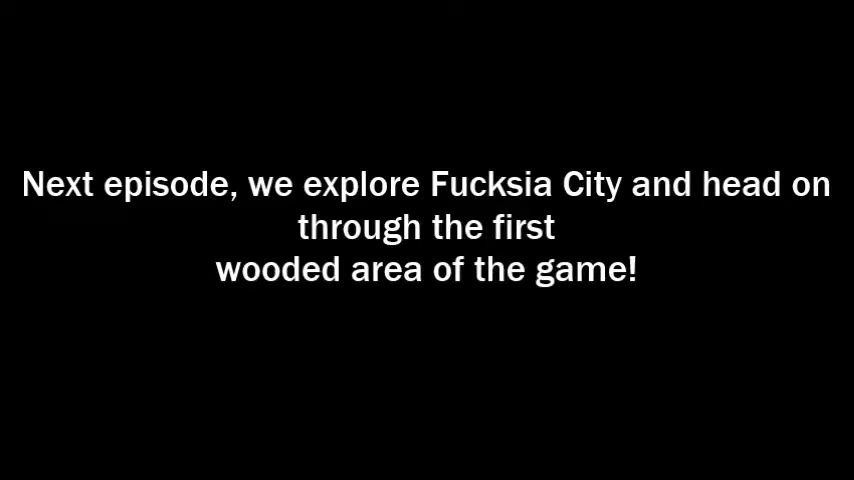 Next episode, we explore Fucksia City and head on
through the first
wooded area of the game!